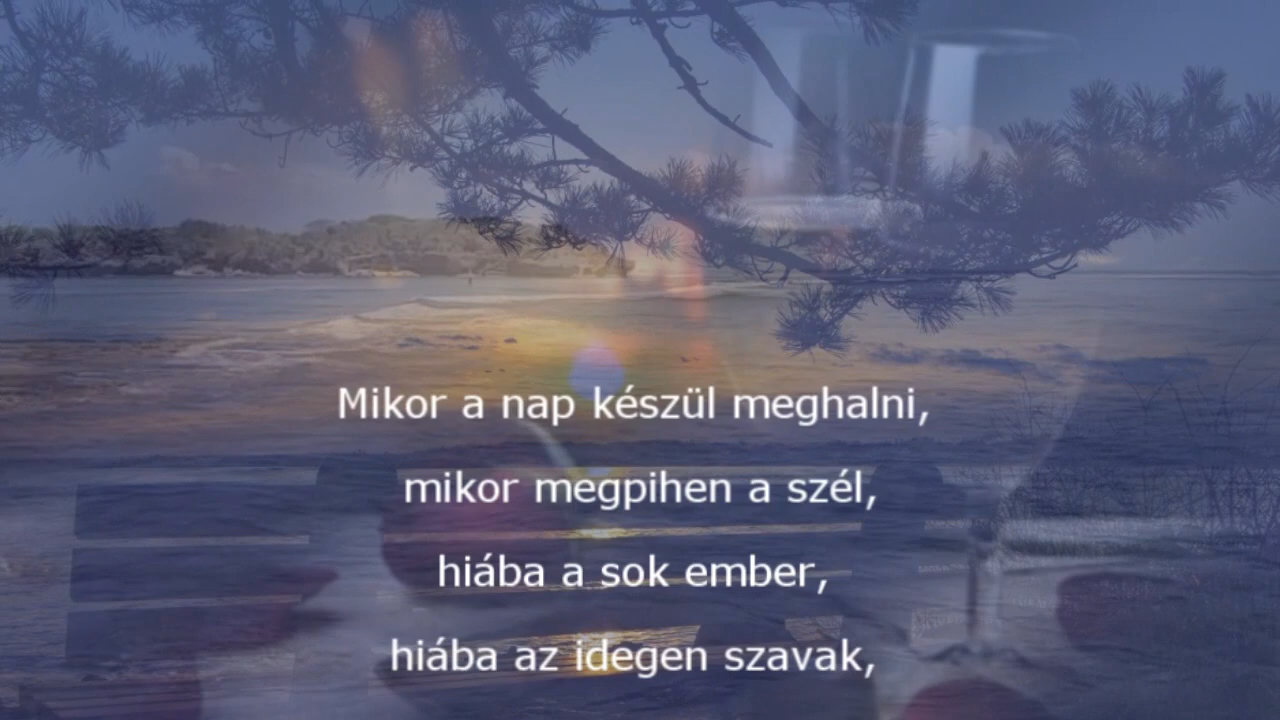 Mikor a nap készül meghalni,
mikor megpihen a szél,
hiába a sok ember,
hiába az idegen szavak,